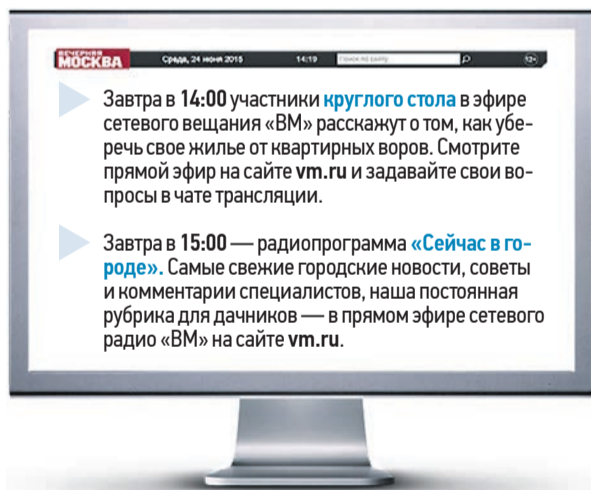 ВЕЧЕРНЯЯ
МОСКВА
Среда, 24 июня 2015 14:19 Поиск по сайту 12+
Завтра в 14:00 участники круглого стола в эфире
сетевого вещания «ВМ» расскажут о том, как убе-
речь свое жилье от квартирных воров. Смотрите
прямой эфир на сайте vm.ru и задавайте свои во-
просы в чате трансляции.
Завтра в 15:00 — радиопрограмма «Сейчас в го-
роде». Самые свежие городские новости, советы
и комментарии специалистов, наша постоянная
рубрика для дачников — в прямом эфире сетевого
радио «ВМ» на сайте vm.ru.